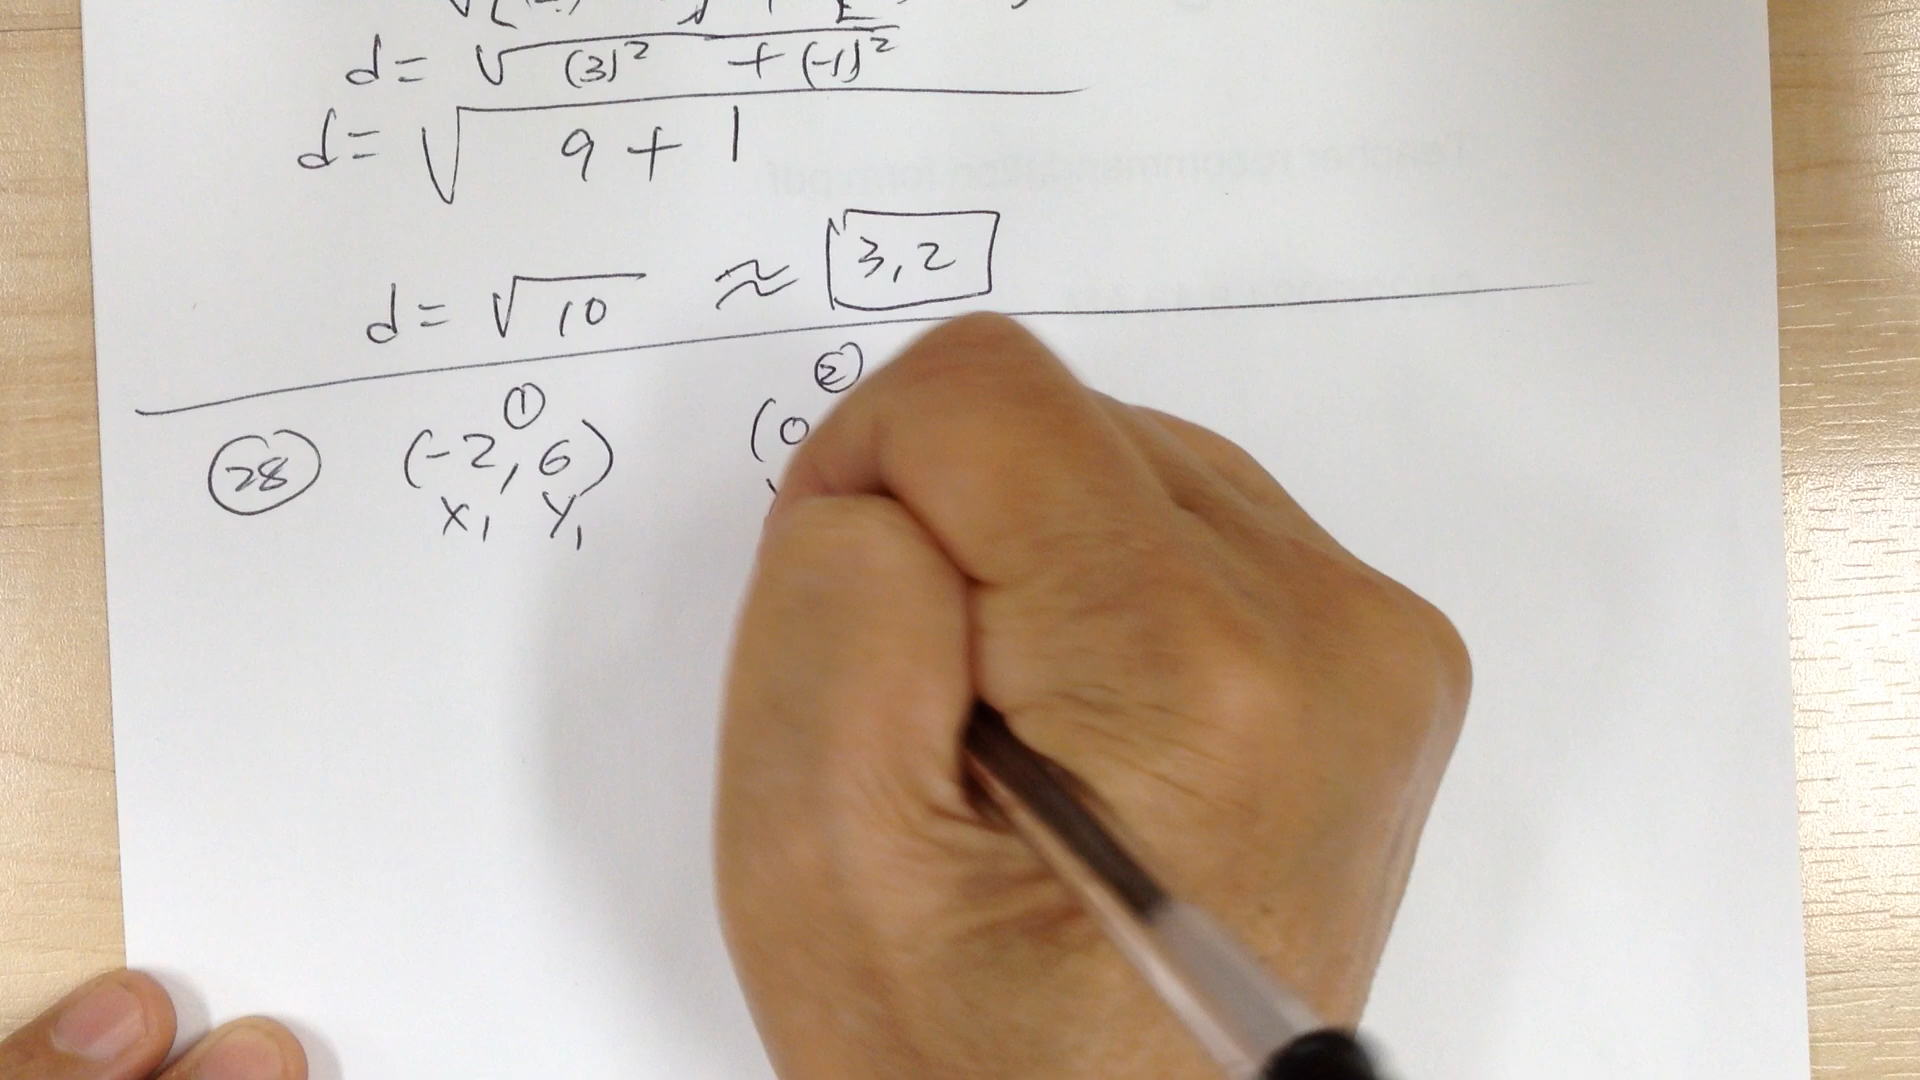 d= √(3)² + (-1)²
d= √9 + 1
d= √10 ≈ 3,2
① ②
28 (-2,6) (0
x₁ y₁